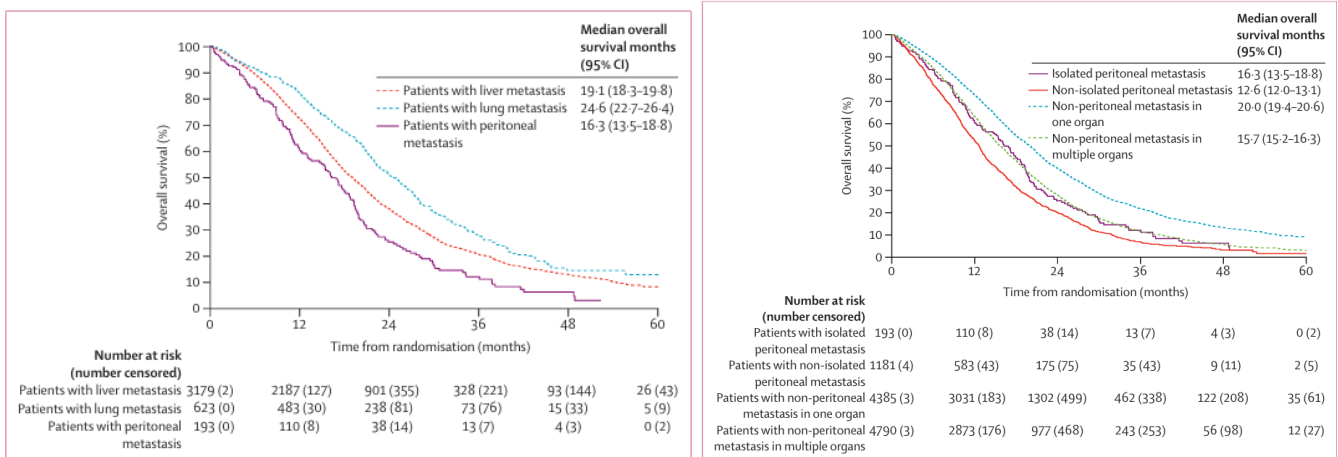 Median overall
survival months
(95% CI)
Patients with liver metastasis 19·1 (18·3–19·8)
Patients with lung metastasis 24·6 (22·7–26·4)
Patients with peritoneal 16·3 (13·5–18·8)
metastasis
Overall survival (%)
100
90
80
70
60
50
40
30
20
10
0
0 12 24 36 48 60
Time from randomisation (months)
Number at risk
(number censored)
Patients with liver metastasis 3179 (2) 2187 (127) 901 (355) 328 (221) 93 (144) 26 (43)
Patients with lung metastasis 623 (0) 483 (30) 238 (81) 73 (76) 15 (33) 5 (9)
Patients with peritoneal 193 (0) 110 (8) 38 (14) 13 (7) 4 (3) 0 (2)
metastasis
Median overall
survival months
(95% CI)
Isolated peritoneal metastasis 16·3 (13·5–18·8)
Non-isolated peritoneal metastasis 12·6 (12·0–13·1)
Non-peritoneal metastasis in 20·0 (19·4–20·6)
one organ
Non-peritoneal metastasis in 15·7 (15·2–16·3)
multiple organs
Overall survival (%)
100
90
80
70
60
50
40
30
20
10
0
0 12 24 36 48 60
Time from randomisation (months)
Number at risk
(number censored)
Patients with isolated 193 (0) 110 (8) 38 (14) 13 (7) 4 (3) 0 (2)
peritoneal metastasis
Patients with non-isolated 1181 (4) 583 (43) 175 (75) 35 (43) 9 (11) 2 (5)
peritoneal metastasis
Patients with non-peritoneal 4385 (3) 3031 (183) 1302 (499) 462 (338) 122 (208) 35 (61)
metastasis in one organ
Patients with non-peritoneal 4790 (3) 2873 (176) 977 (468) 243 (253) 56 (98) 12 (27)
metastasis in multiple organs